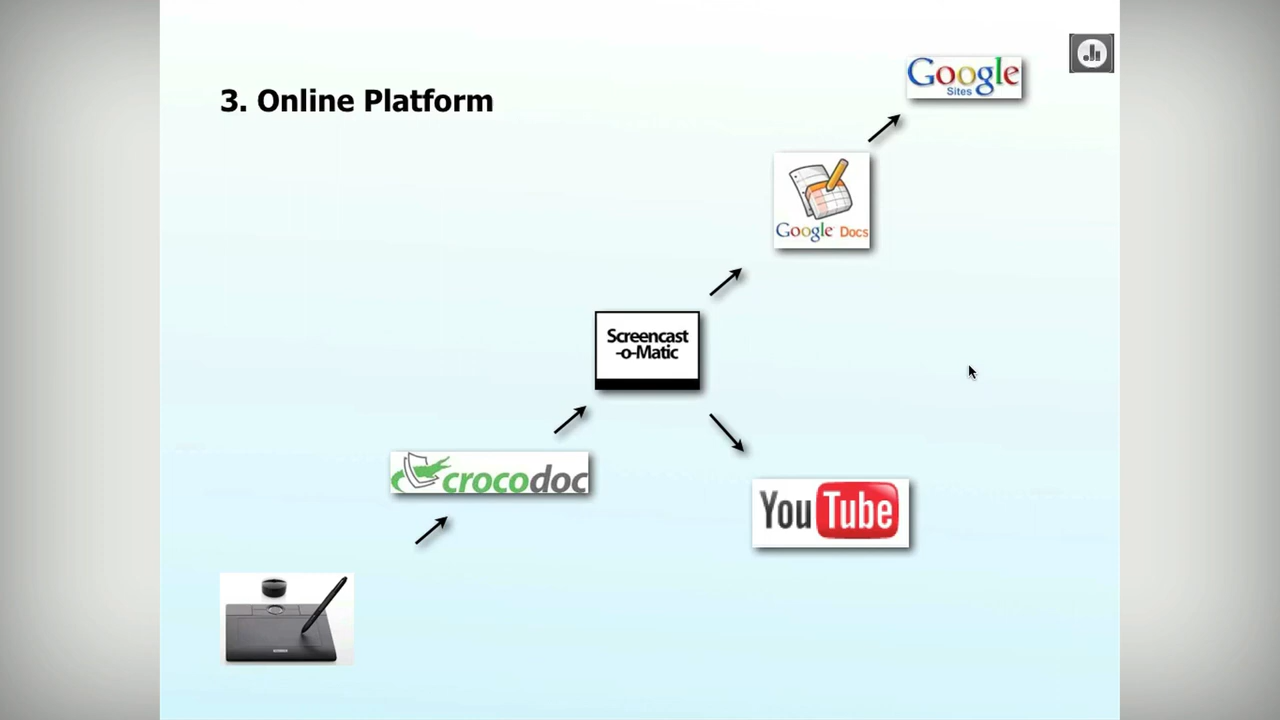 Google
Sites
3. Online Platform
Google Docs
Screencast
-o-Matic
crocodoc
YouTube